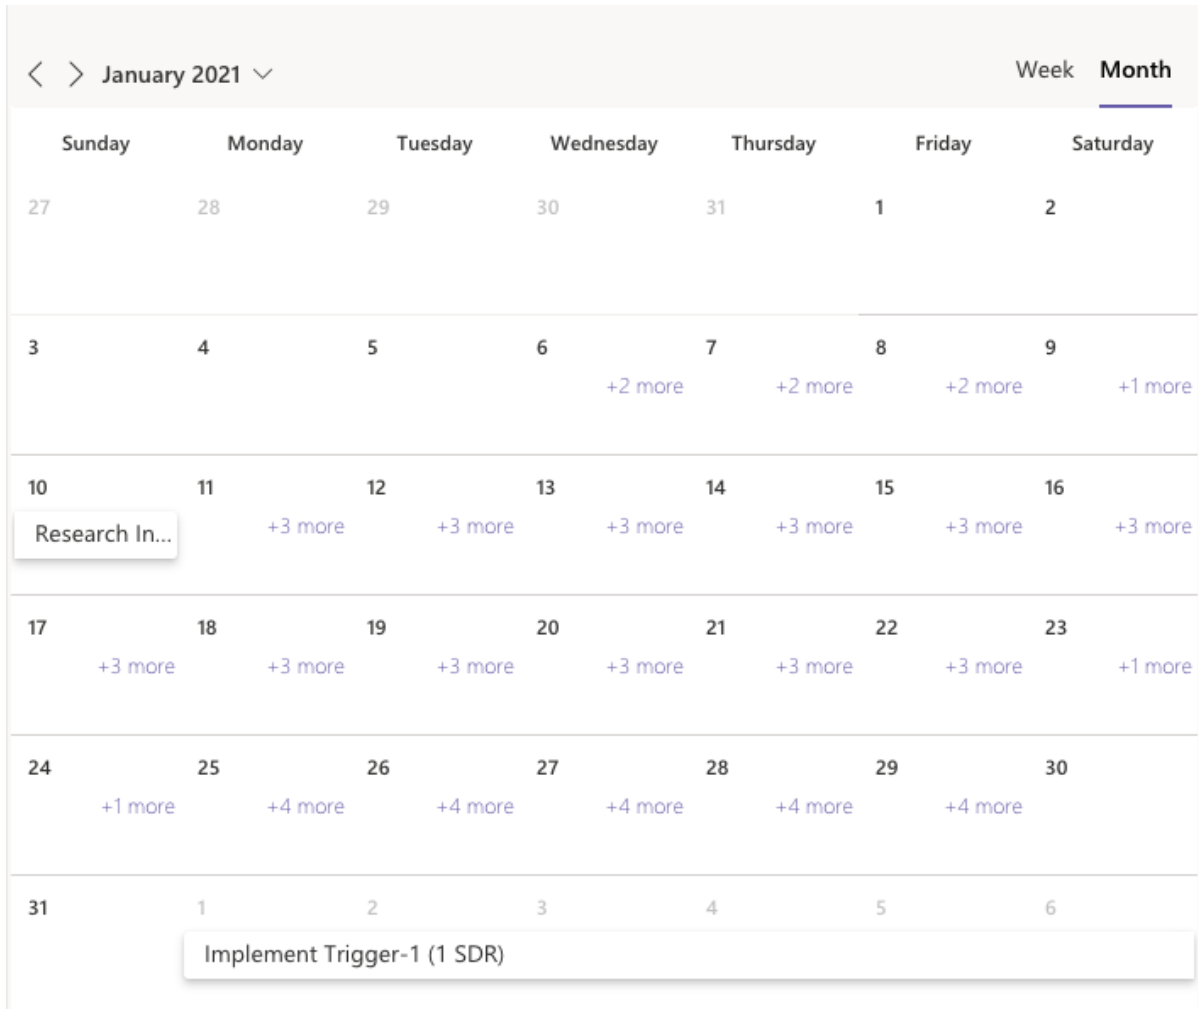 January 2021 Week Month
Sunday Monday Tuesday Wednesday Thursday Friday Saturday
27 28 29 30 31 1 2
3 4 5 6 7 8 9
+2 more +2 more +2 more +1 more
10 11 12 13 14 15 16
Research In... +3 more +3 more +3 more +3 more +3 more +3 more
17 18 19 20 21 22 23
+3 more +3 more +3 more +3 more +3 more +3 more +1 more
24 25 26 27 28 29 30
+1 more +4 more +4 more +4 more +4 more +4 more
31 1 2 3 4 5 6
Implement Trigger-1 (1 SDR)